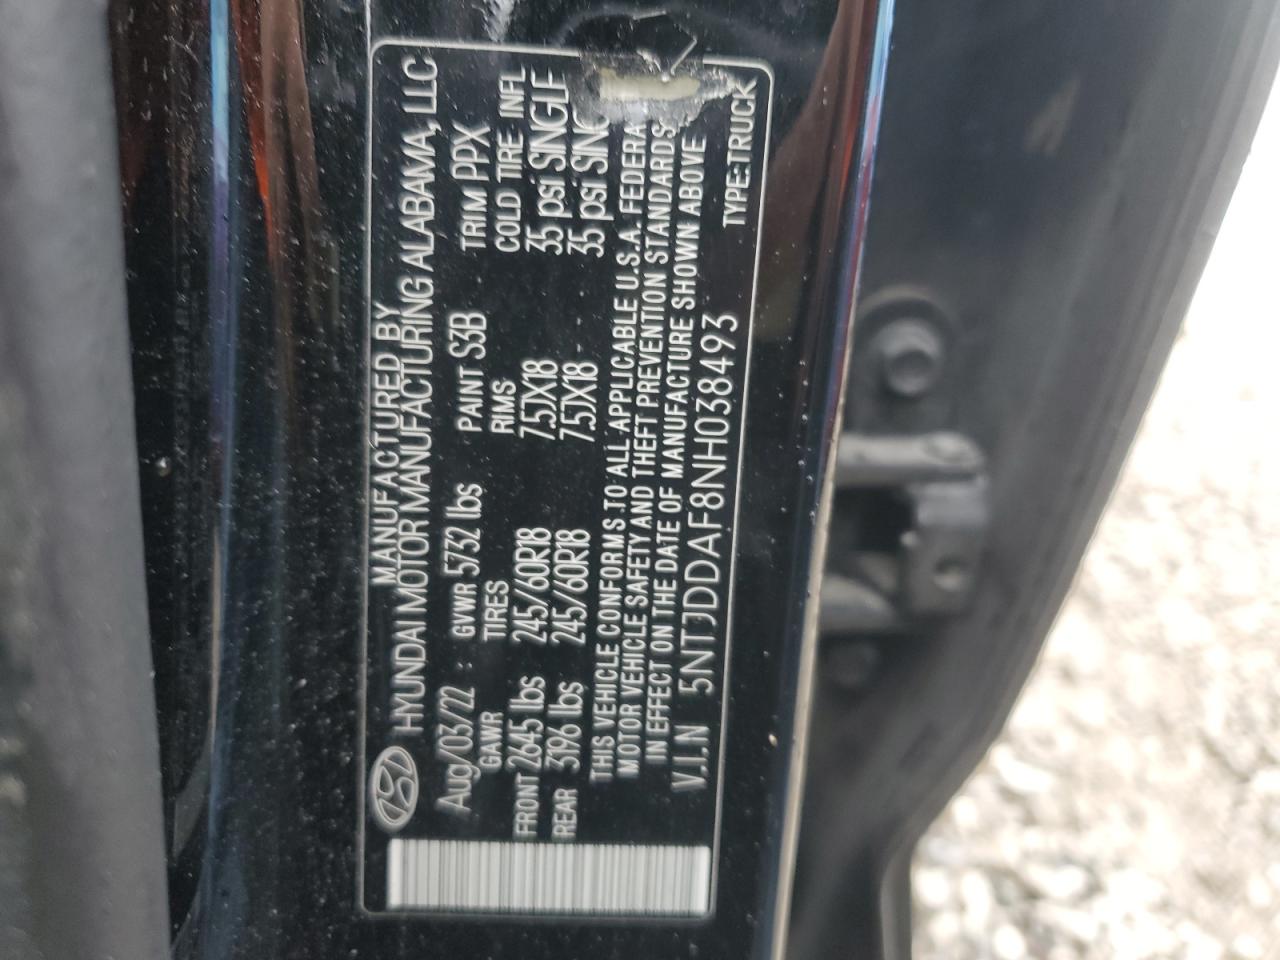 MANUFACTURED BY
HYUNDAI MOTOR MANUFACTURING ALABAMA, LLC
Aug/03/22 : GVWR 5732 lbs PAINT S3B TRIM PPX
GAWR TIRES RIMS COLD TIRE INFL
FRONT 2645 lbs 245/60R18 7.5JX18 35 psi SINGLE
REAR 3196 lbs 245/60R18 7.5JX18 35 psi
THIS VEHICLE CONFORMS TO ALL APPLICABLE U.S.A. FEDERA
MOTOR VEHICLE SAFETY AND THEFT PREVENTION STANDARDS
IN EFFECT ON THE DATE OF MANUFACTURE SHOWN ABOVE
V.I.N 5NTJDDAF8NH038493 TYPE:TRUCK